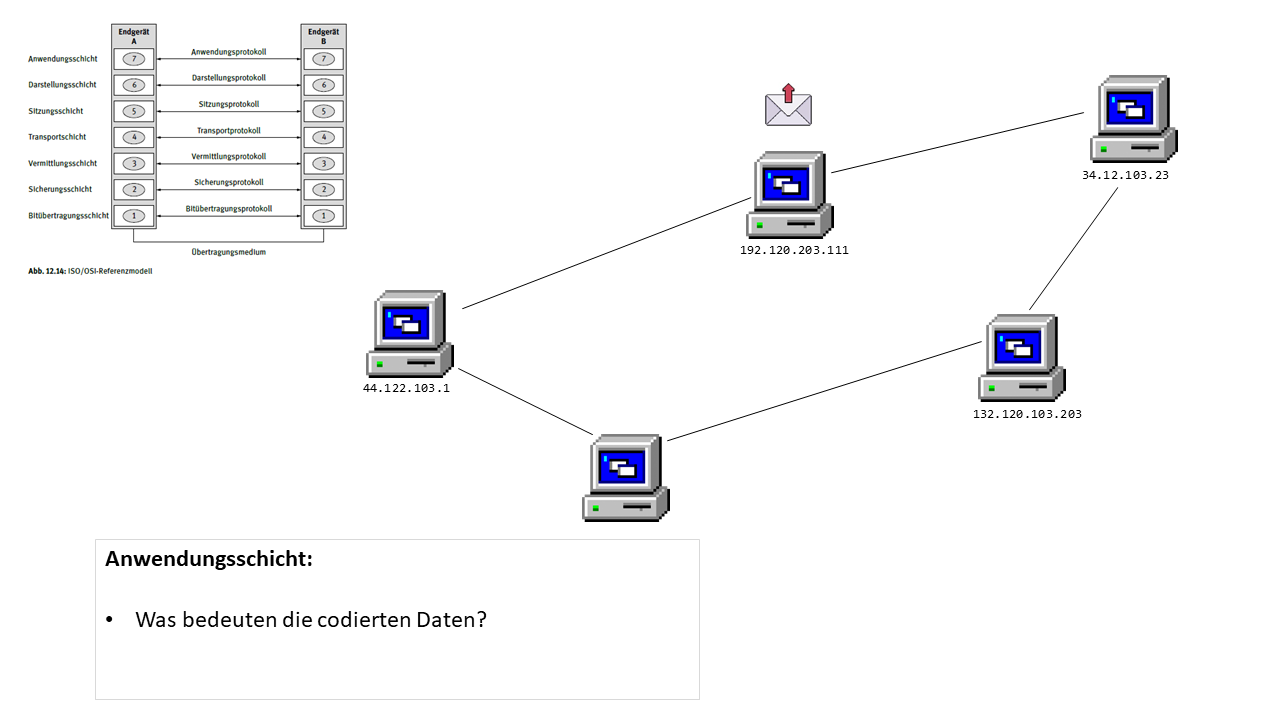 Endgerät
A
Endgerät
B
Anwendungsschicht
7
Anwendungsprotokoll
7
Darstellungsschicht
6
Darstellungsprotokoll
6
Sitzungsschicht
5
Sitzungsprotokoll
5
Transportschicht
4
Transportprotokoll
4
Vermittlungsschicht
3
Vermittlungsprotokoll
3
Sicherungsschicht
2
Sicherungsprotokoll
2
Bitübertragungsschicht
1
Bitübertragungsprotokoll
1
Übertragungsmedium
Abb. 12.14: ISO/OSI-Referenzmodell
34.12.103.23
192.120.203.111
44.122.103.1
132.120.103.203
Anwendungsschicht:
• Was bedeuten die codierten Daten?